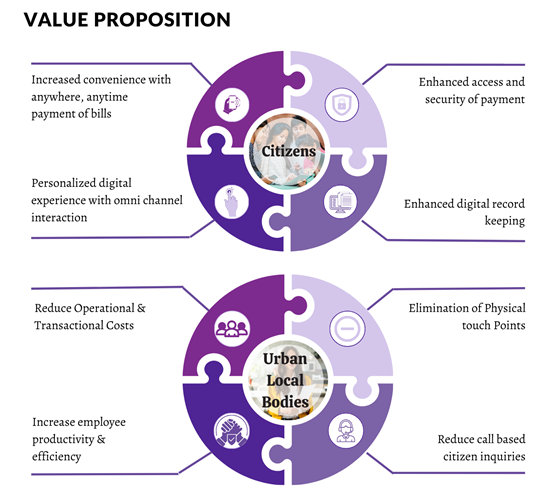 VALUE PROPOSITION
Increased convenience with
anywhere, anytime
payment of bills
Enhanced access and
security of payment
Citizens
Personalized digital
experience with omni channel
interaction
Enhanced digital record
keeping
Reduce Operational &
Transactional Costs
Elimination of Physical
touch Points
Urban
Local
Bodies
Increase employee
productivity &
efficiency
Reduce call based
citizen inquiries